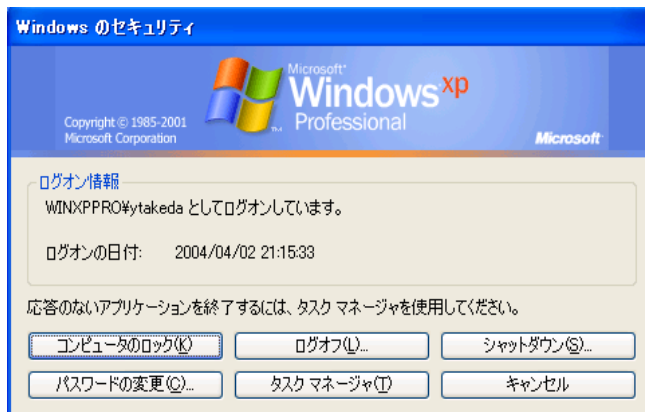 Windows のセキュリティ
Microsoft
Windows xp
Professional
Copyright © 1985-2001
Microsoft Corporation
Microsoft
ログオン情報
WINXPPRO¥ytakeda としてログオンしています。
ログオンの日付: 2004/04/02 21:15:33
応答のないアプリケーションを終了するには、タスク マネージャを使用してください。
コンピュータのロック(K) ログオフ(L)... シャットダウン(S)...
パスワードの変更(C)... タスク マネージャ(T) キャンセル